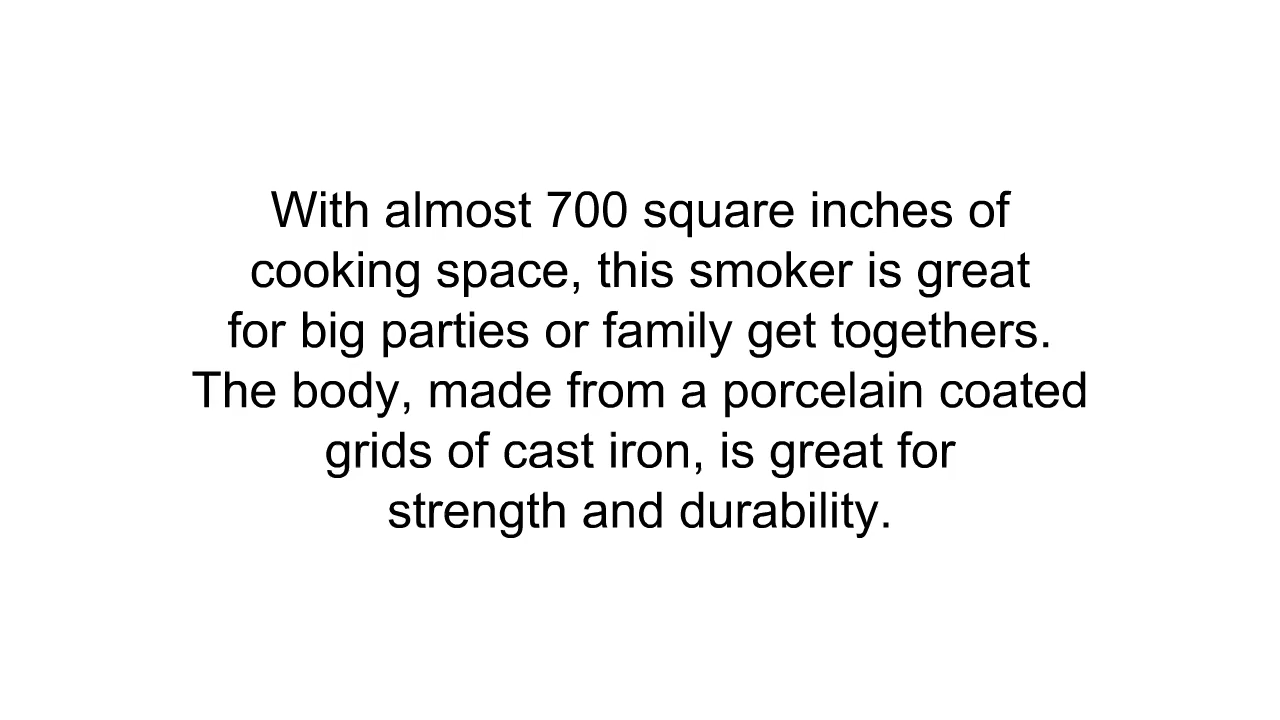 With almost 700 square inches of
cooking space, this smoker is great
for big parties or family get togethers.
The body, made from a porcelain coated
grids of cast iron, is great for
strength and durability.